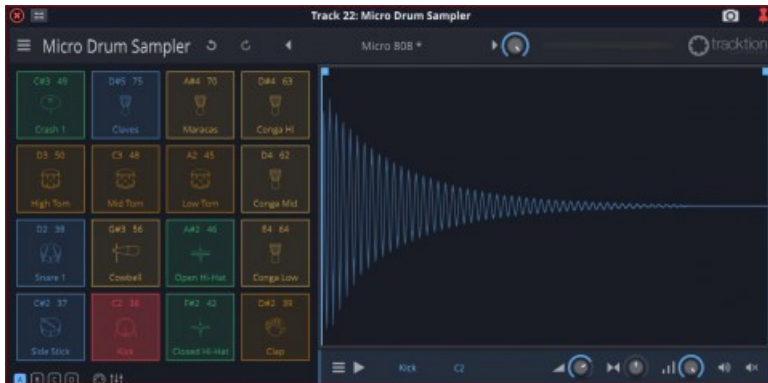 Track 22: Micro Drum Sampler
Micro Drum Sampler
Micro 808 *
tracktion
C#3 49
D#5 75
A#4 70
D#4 63
Crash 1
Claves
Maracas
Conga Hi
D3 50
C3 48
A2 45
D4 62
High Tom
Mid Tom
Low Tom
Conga Mid
D2 38
G#3 56
A#2 46
E4 64
Snare 1
Cowbell
Open Hi-Hat
Conga Low
C#2 37
C2 36
F#2 42
D#2 39
Side Stick
Kick
Closed Hi-Hat
Clap
A B C D
Kick
C2